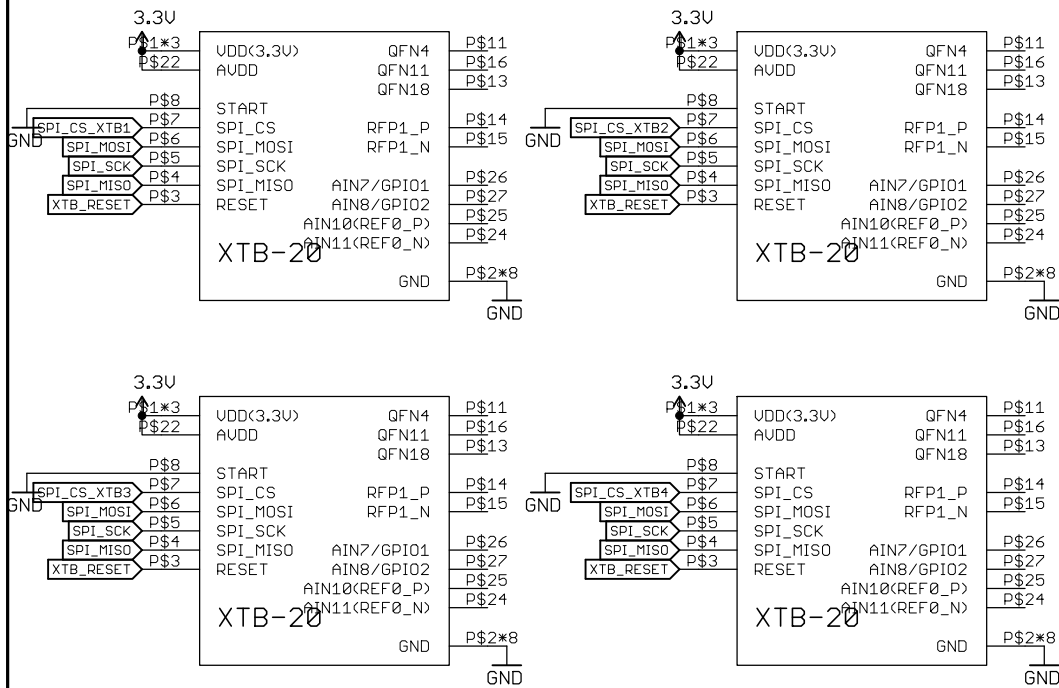 3.3V
P$1*3
VDD(3.3V)
QFN4
P$11
P$22
AVDD
QFN11
P$16
QFN18
P$13
P$8
START
GND
SPI_CS_XTB1
P$7
SPI_CS
RFP1_P
P$14
SPI_MOSI
P$6
SPI_MOSI
RFP1_N
P$15
SPI_SCK
P$5
SPI_SCK
SPI_MISO
P$4
SPI_MISO
AIN7/GPIO1
P$26
XTB_RESET
P$3
RESET
AIN8/GPIO2
P$27
AIN10(REF0_P)
P$25
AIN11(REF0_N)
P$24
XTB-20
GND
P$2*8
GND
3.3V
P$1*3
VDD(3.3V)
QFN4
P$11
P$22
AVDD
QFN11
P$16
QFN18
P$13
P$8
START
GND
SPI_CS_XTB2
P$7
SPI_CS
RFP1_P
P$14
SPI_MOSI
P$6
SPI_MOSI
RFP1_N
P$15
SPI_SCK
P$5
SPI_SCK
SPI_MISO
P$4
SPI_MISO
AIN7/GPIO1
P$26
XTB_RESET
P$3
RESET
AIN8/GPIO2
P$27
AIN10(REF0_P)
P$25
AIN11(REF0_N)
P$24
XTB-20
GND
P$2*8
GND
3.3V
P$1*3
VDD(3.3V)
QFN4
P$11
P$22
AVDD
QFN11
P$16
QFN18
P$13
P$8
START
GND
SPI_CS_XTB3
P$7
SPI_CS
RFP1_P
P$14
SPI_MOSI
P$6
SPI_MOSI
RFP1_N
P$15
SPI_SCK
P$5
SPI_SCK
SPI_MISO
P$4
SPI_MISO
AIN7/GPIO1
P$26
XTB_RESET
P$3
RESET
AIN8/GPIO2
P$27
AIN10(REF0_P)
P$25
AIN11(REF0_N)
P$24
XTB-20
GND
P$2*8
GND
3.3V
P$1*3
VDD(3.3V)
QFN4
P$11
P$22
AVDD
QFN11
P$16
QFN18
P$13
P$8
START
GND
SPI_CS_XTB4
P$7
SPI_CS
RFP1_P
P$14
SPI_MOSI
P$6
SPI_MOSI
RFP1_N
P$15
SPI_SCK
P$5
SPI_SCK
SPI_MISO
P$4
SPI_MISO
AIN7/GPIO1
P$26
XTB_RESET
P$3
RESET
AIN8/GPIO2
P$27
AIN10(REF0_P)
P$25
AIN11(REF0_N)
P$24
XTB-20
GND
P$2*8
GND